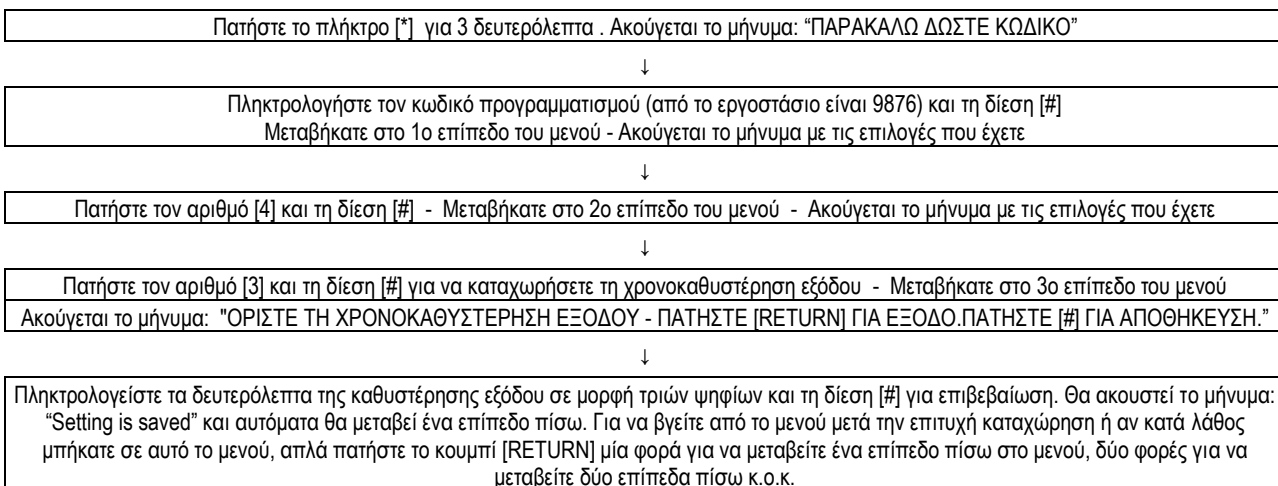 Πατήστε το πλήκτρο [*] για 3 δευτερόλεπτα . Ακούγεται το μήνυμα: “ΠΑΡΑΚΑΛΩ ΔΩΣΤΕ ΚΩΔΙΚΟ”
↓
Πληκτρολογήστε τον κωδικό προγραμματισμού (από το εργοστάσιο είναι 9876) και τη δίεση [#]
Μεταβήκατε στο 1ο επίπεδο του μενού - Ακούγεται το μήνυμα με τις επιλογές που έχετε
↓
Πατήστε τον αριθμό [4] και τη δίεση [#] - Μεταβήκατε στο 2ο επίπεδο του μενού - Ακούγεται το μήνυμα με τις επιλογές που έχετε
↓
Πατήστε τον αριθμό [3] και τη δίεση [#] για να καταχωρήσετε τη χρονοκαθυστέρηση εξόδου - Μεταβήκατε στο 3ο επίπεδο του μενού
Ακούγεται το μήνυμα: "ΟΡΙΣΤΕ ΤΗ ΧΡΟΝΟΚΑΘΥΣΤΕΡΗΣΗ ΕΞΟΔΟΥ - ΠΑΤΗΣΤΕ [RETURN] ΓΙΑ ΕΞΟΔΟ.ΠΑΤΗΣΤΕ [#] ΓΙΑ ΑΠΟΘΗΚΕΥΣΗ.”
↓
Πληκτρολογείστε τα δευτερόλεπτα της καθυστέρησης εξόδου σε μορφή τριών ψηφίων και τη δίεση [#] για επιβεβαίωση. Θα ακουστεί το μήνυμα:
“Setting is saved” και αυτόματα θα μεταβεί ένα επίπεδο πίσω. Για να βγείτε από το μενού μετά την επιτυχή καταχώρηση ή αν κατά λάθος
μπήκατε σε αυτό το μενού, απλά πατήστε το κουμπί [RETURN] μία φορά για να μεταβείτε ένα επίπεδο πίσω στο μενού, δύο φορές για να
μεταβείτε δύο επίπεδα πίσω κ.ο.κ.